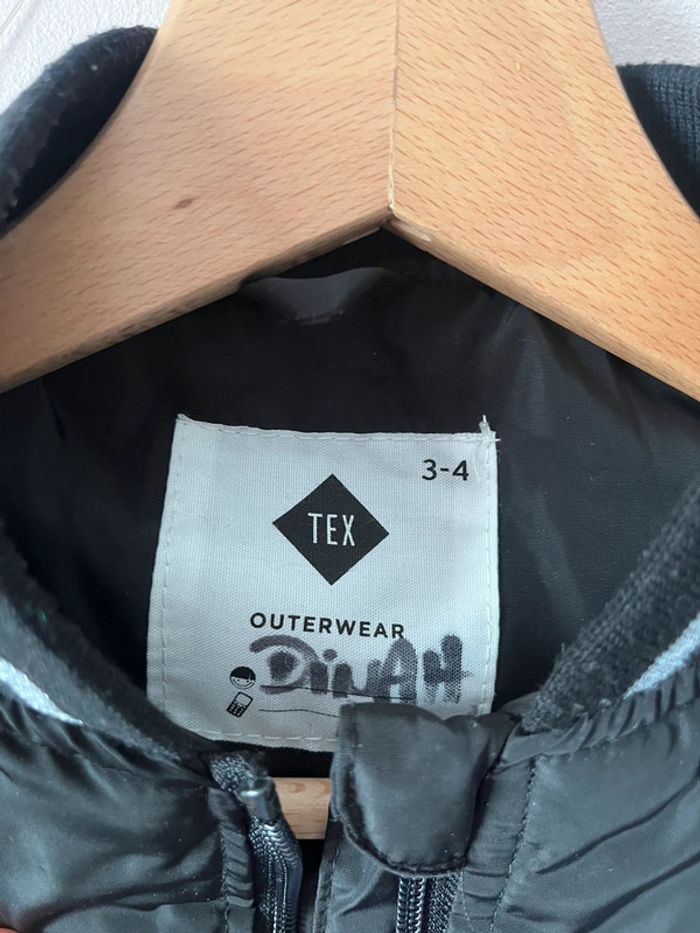 3-4
TEX
OUTERWEAR
DiNAH